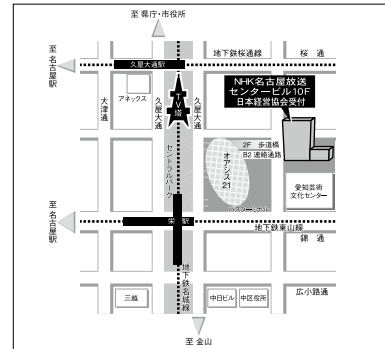 至 県庁・市役所
至 名古屋駅
久屋大通駅
地下鉄桜通線
桜 通
大津通
アネックス
久屋大通
TV塔
久屋大通
NHK名古屋放送
センタービル10F
日本経営協会受付
セントラルパーク
オアシス21
2F 歩道橋
B2 連絡通路
愛知芸術
文化センター
バスターミナル
至 名古屋駅
栄 駅
地下鉄東山線
錦 通
地下鉄名城線
三越
中日ビル
中区役所
広小路通
至 金山